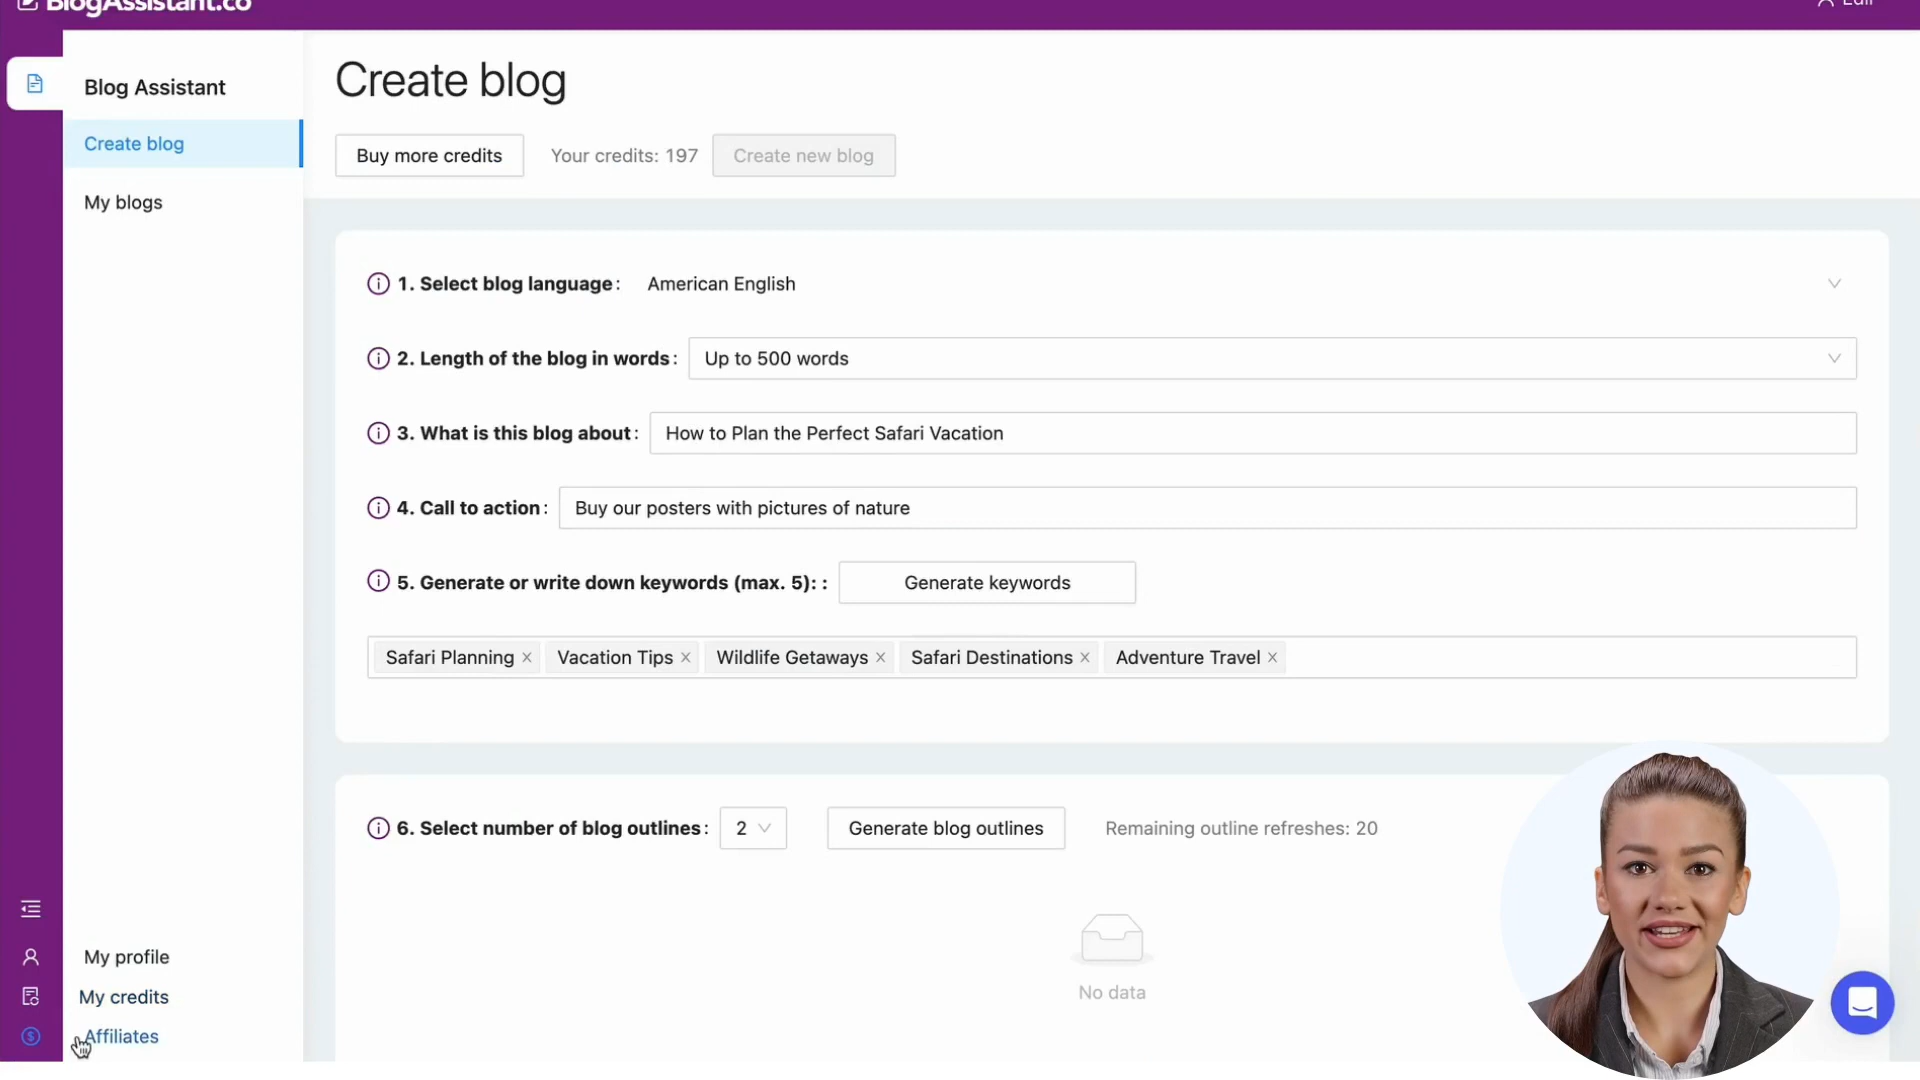 BlogAssistant.co
Edit
Blog Assistant
Create blog
My blogs
Create blog
Buy more credits
Your credits: 197
Create new blog
1. Select blog language:
American English
2. Length of the blog in words:
Up to 500 words
3. What is this blog about:
How to Plan the Perfect Safari Vacation
4. Call to action:
Buy our posters with pictures of nature
5. Generate or write down keywords (max. 5): :
Generate keywords
Safari Planning × Vacation Tips × Wildlife Getaways × Safari Destinations × Adventure Travel ×
6. Select number of blog outlines:
2
Generate blog outlines
Remaining outline refreshes: 20
No data
My profile
My credits
Affiliates